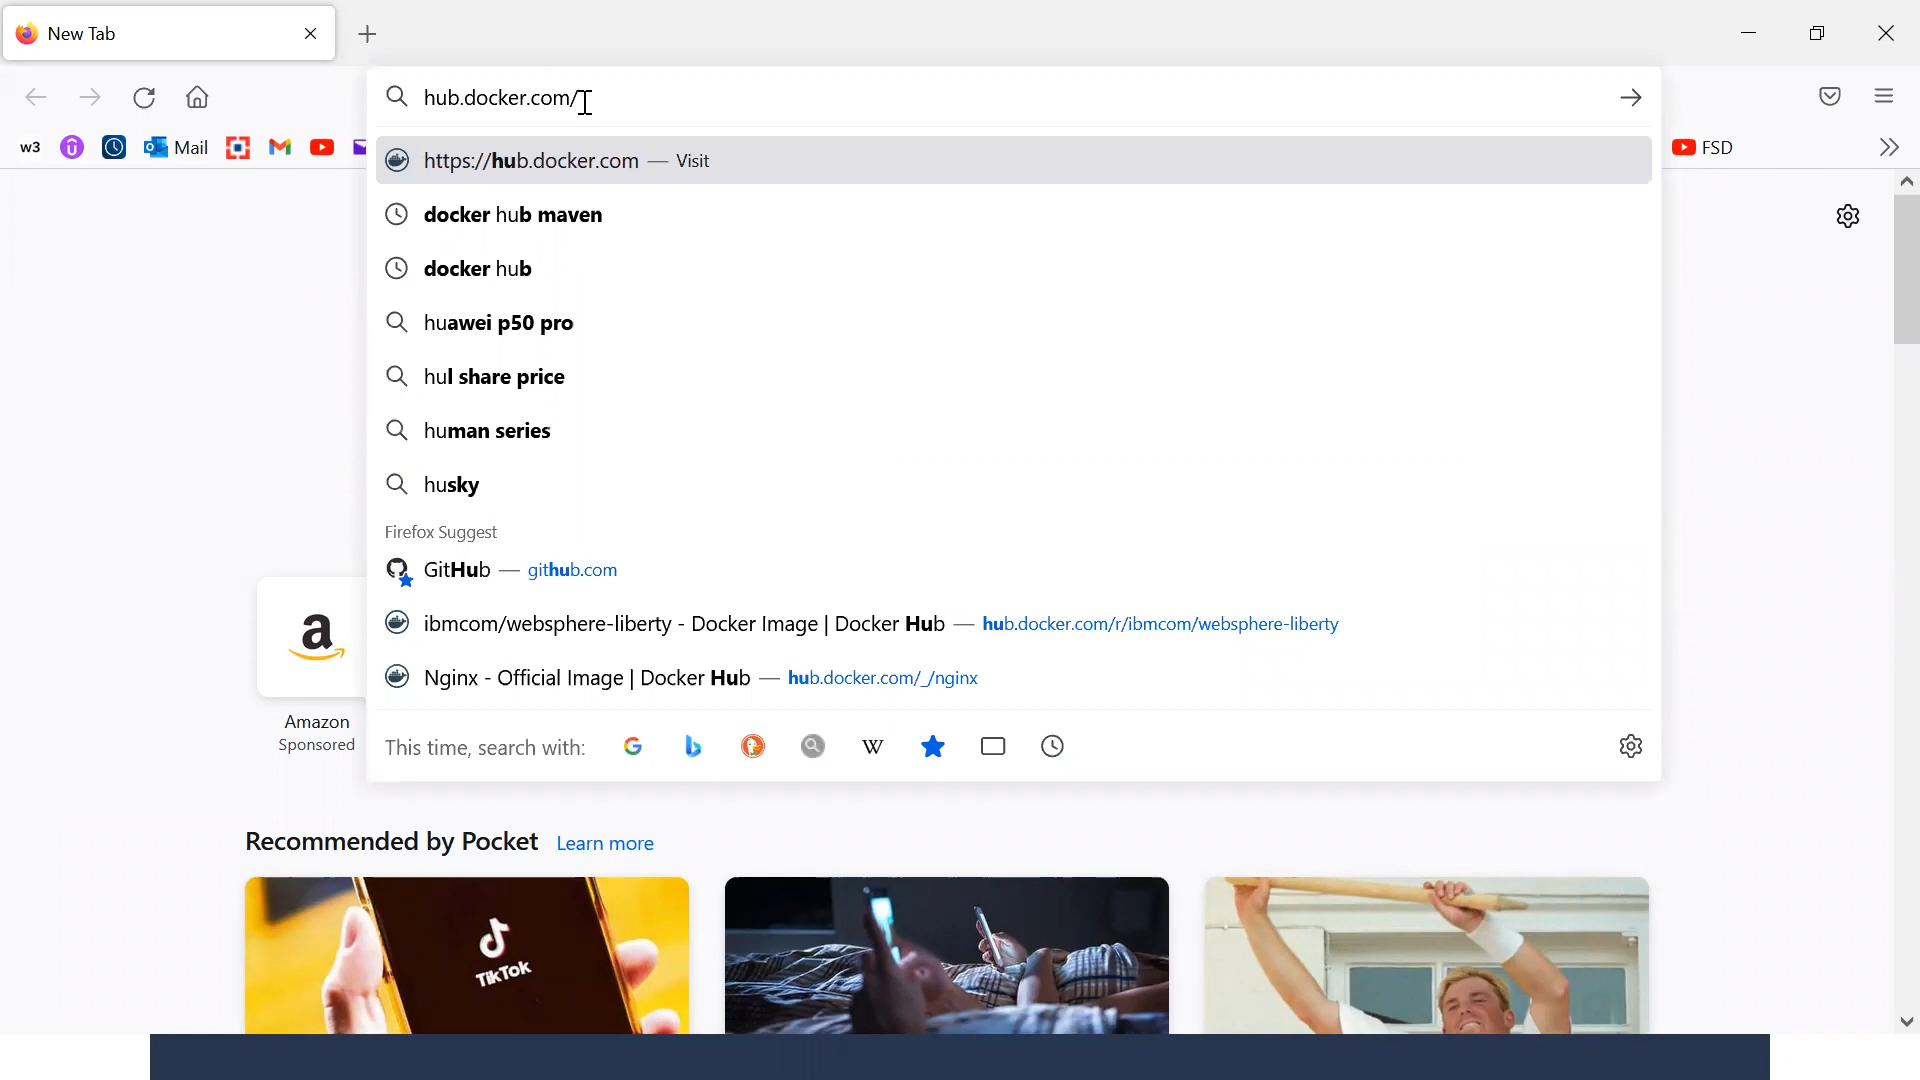 New Tab
hub.docker.com/
w3
Mail
FSD
https://hub.docker.com — Visit
docker hub maven
docker hub
huawei p50 pro
hul share price
human series
husky
Firefox Suggest
GitHub — github.com
ibmcom/websphere-liberty - Docker Image | Docker Hub — hub.docker.com/r/ibmcom/websphere-liberty
Nginx - Official Image | Docker Hub — hub.docker.com/_/nginx
a
Amazon
Sponsored
This time, search with:
W
Recommended by Pocket Learn more
TikTok